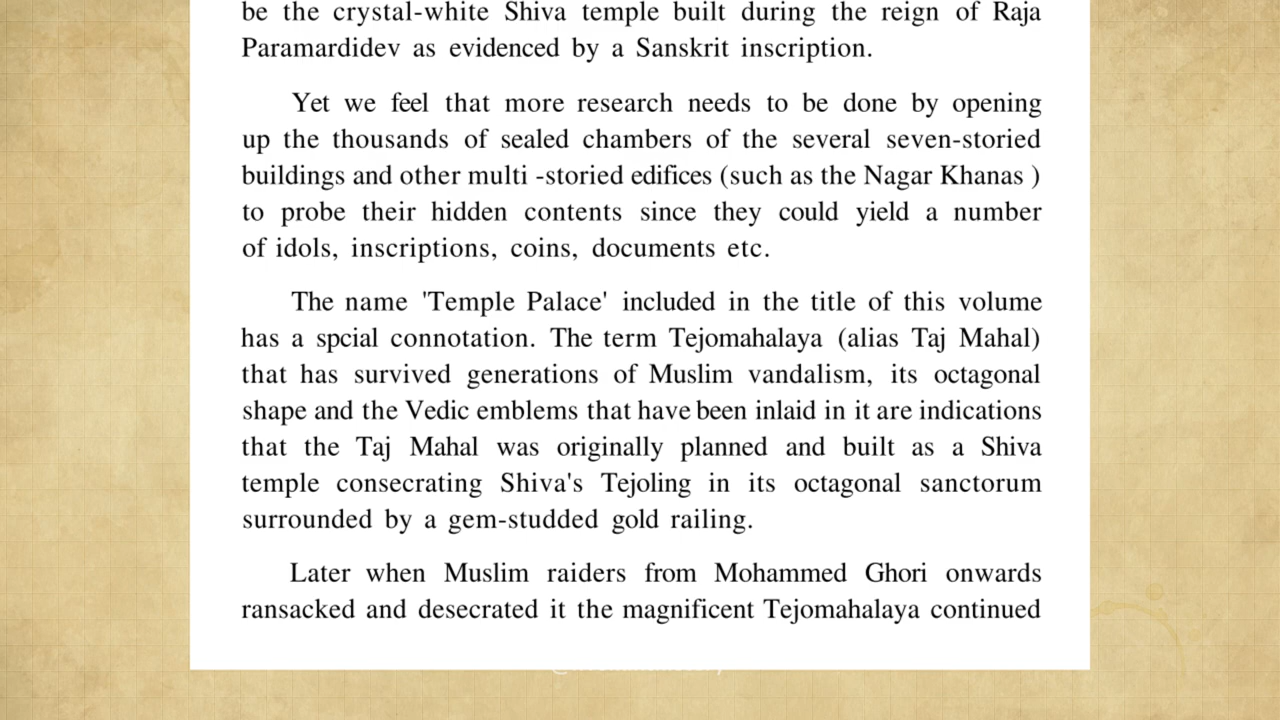 be the crystal-white Shiva temple built during the reign of Raja
Paramardidev as evidenced by a Sanskrit inscription.
Yet we feel that more research needs to be done by opening
up the thousands of sealed chambers of the several seven-storied
buildings and other multi -storied edifices (such as the Nagar Khanas )
to probe their hidden contents since they could yield a number
of idols, inscriptions, coins, documents etc.
The name 'Temple Palace' included in the title of this volume
has a spcial connotation. The term Tejomahalaya (alias Taj Mahal)
that has survived generations of Muslim vandalism, its octagonal
shape and the Vedic emblems that have been inlaid in it are indications
that the Taj Mahal was originally planned and built as a Shiva
temple consecrating Shiva's Tejoling in its octagonal sanctorum
surrounded by a gem-studded gold railing.
Later when Muslim raiders from Mohammed Ghori onwards
ransacked and desecrated it the magnificent Tejomahalaya continued